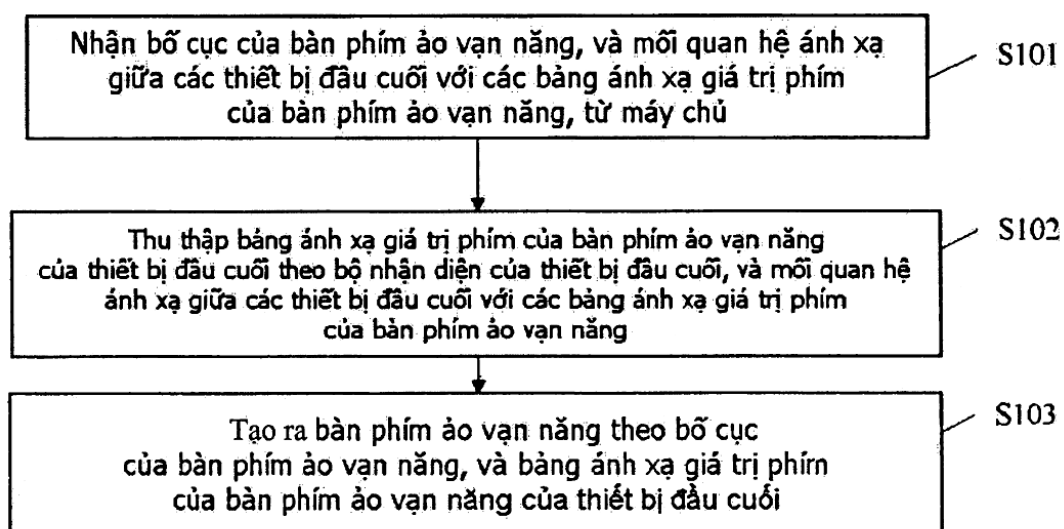 Nhận bố cục của bàn phím ảo vạn năng, và mối quan hệ ánh xạ
giữa các thiết bị đầu cuối với các bảng ánh xạ giá trị phím
của bàn phím ảo vạn năng, từ máy chủ
S101
Thu thập bảng ánh xạ giá trị phím của bàn phím ảo vạn năng
của thiết bị đầu cuối theo bộ nhận diện của thiết bị đầu cuối, và mối quan hệ
ánh xạ giữa các thiết bị đầu cuối với các bảng ánh xạ giá trị phím
của bàn phím ảo vạn năng
S102
Tạo ra bàn phím ảo vạn năng theo bố cục
của bàn phím ảo vạn năng, và bảng ánh xạ giá trị phím
của bàn phím ảo vạn năng của thiết bị đầu cuối
S103